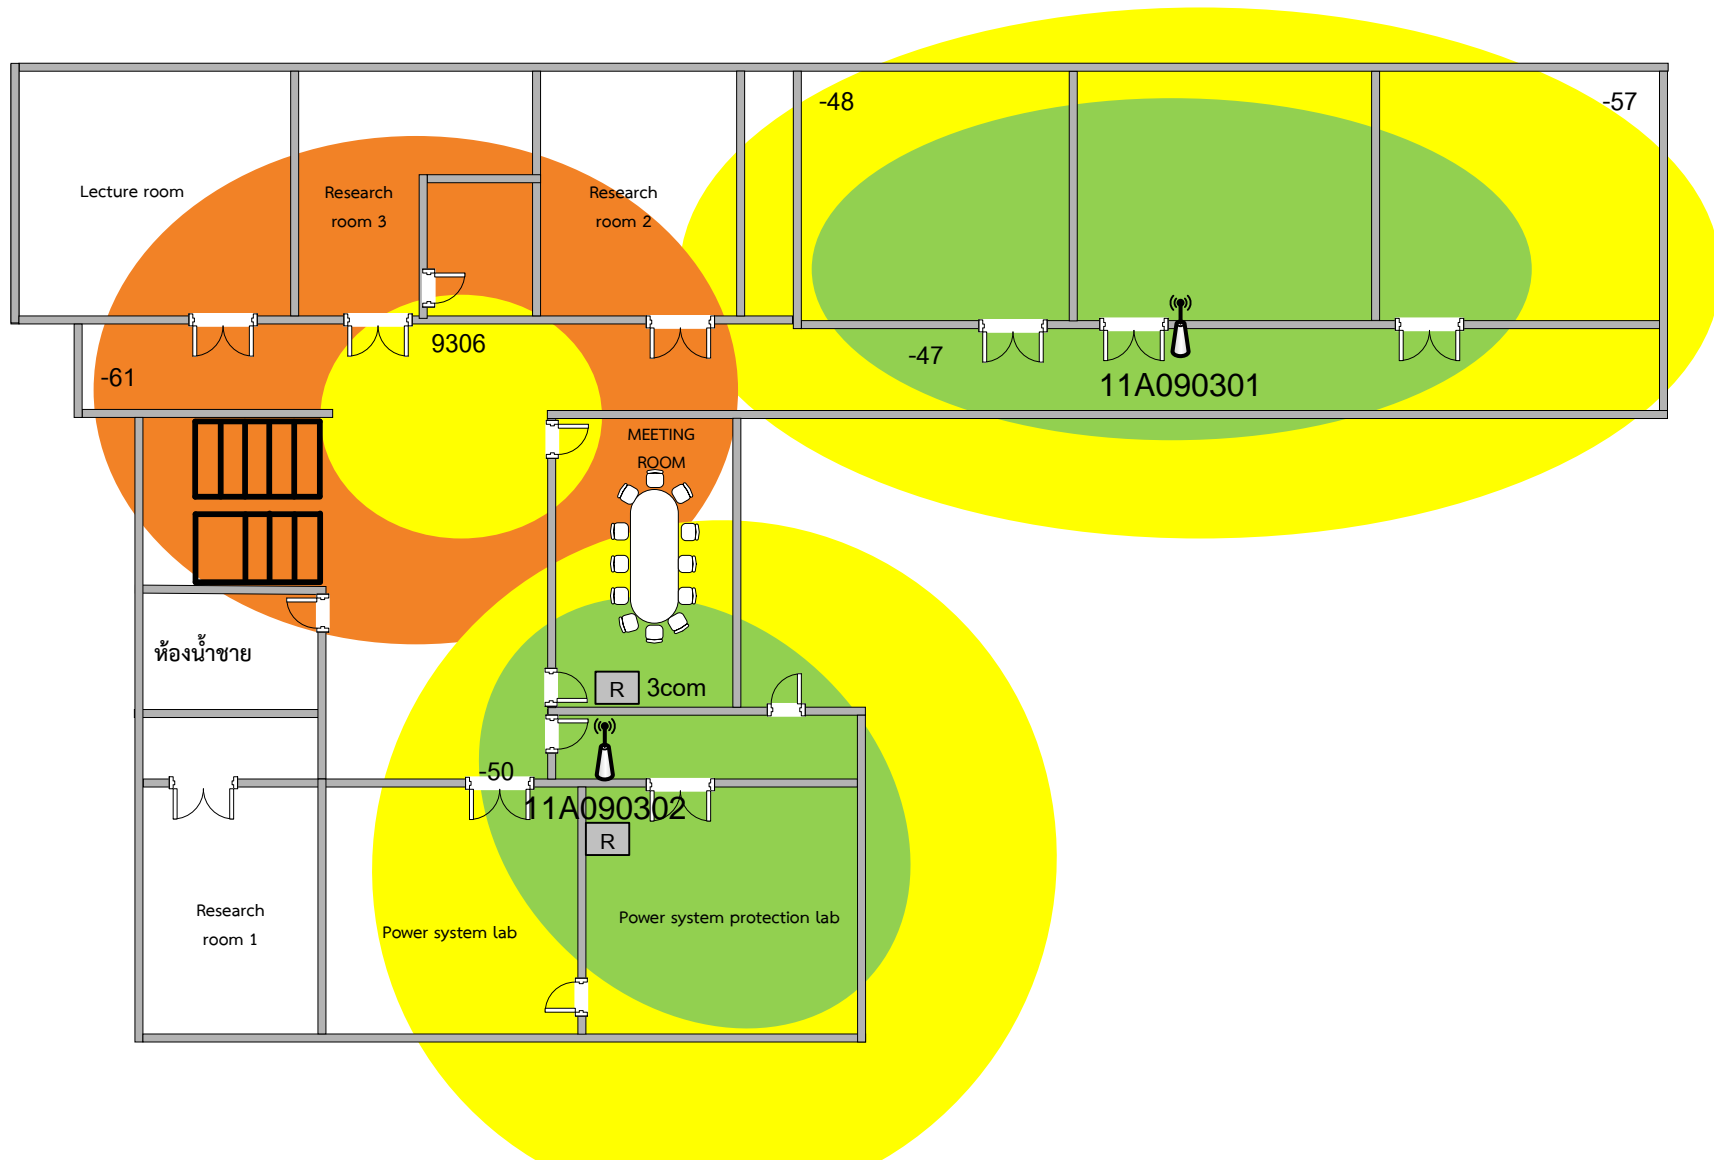 -48
-57
Lecture room
Research
room 3
Research
room 2
9306
-47
-61
11A090301
MEETING
ROOM
ห้องน้ำชาย
R
3com
-50
11A090302
R
Research
room 1
Power system lab
Power system protection lab